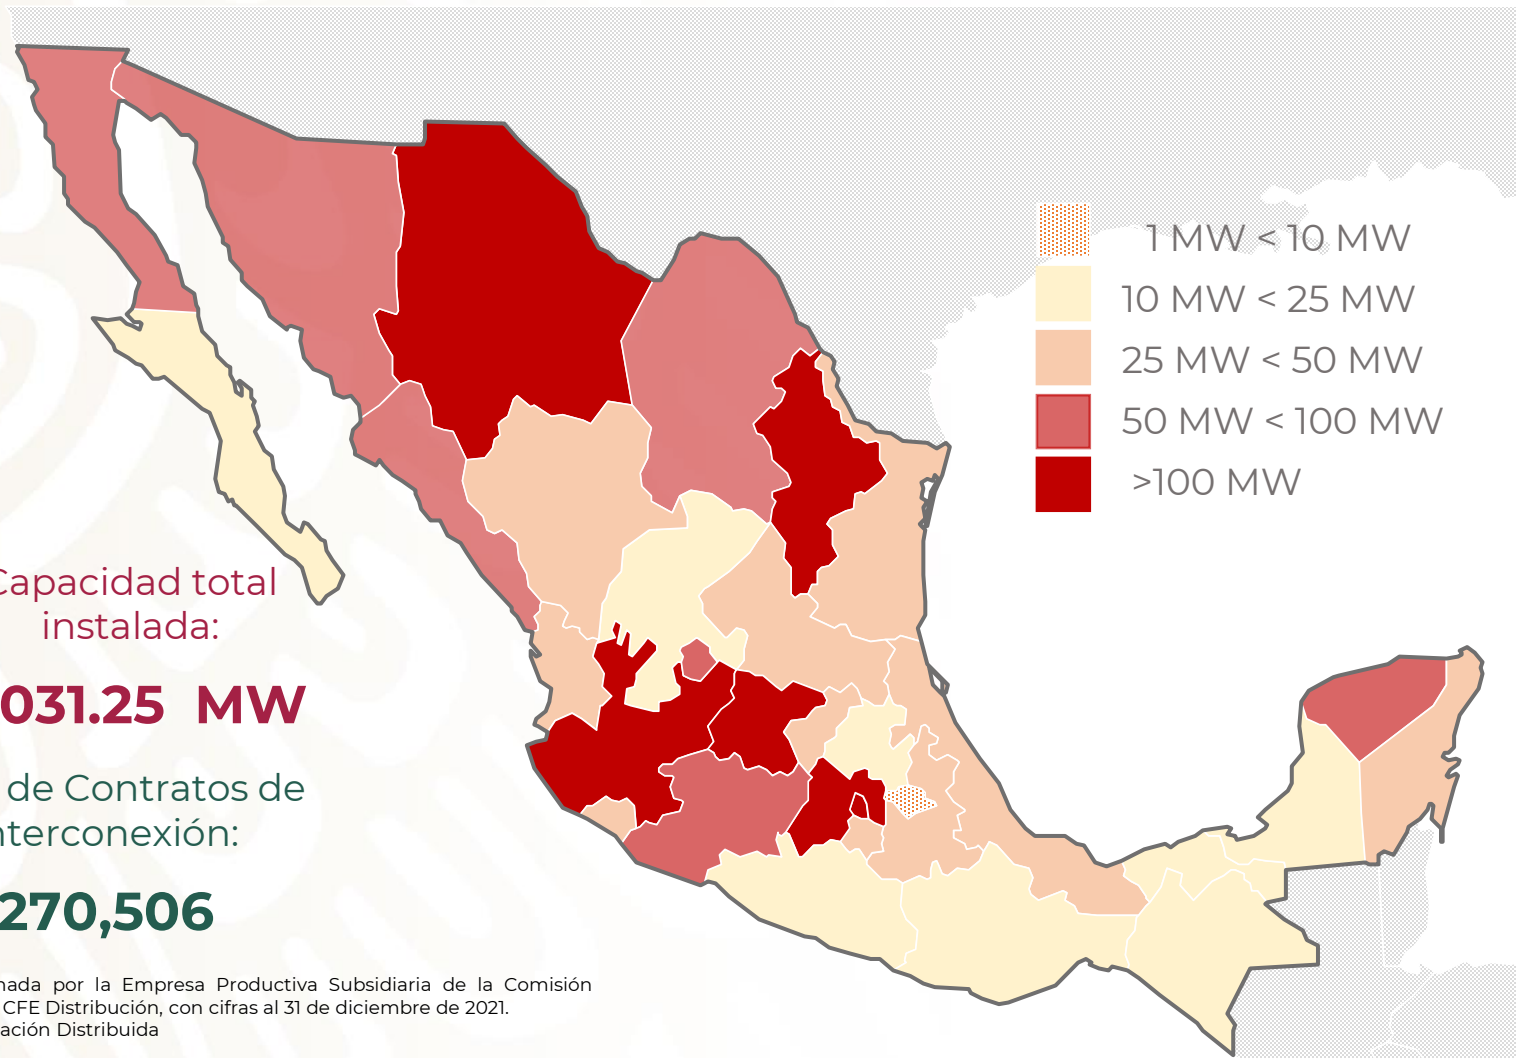 1 MW < 10 MW
10 MW < 25 MW
25 MW < 50 MW
50 MW < 100 MW
>100 MW
Capacidad total
instalada:
031.25 MW
de Contratos de
nterconexión:
270,506
nada por la Empresa Productiva Subsidiaria de la Comisión
CFE Distribución, con cifras al 31 de diciembre de 2021.
ación Distribuida